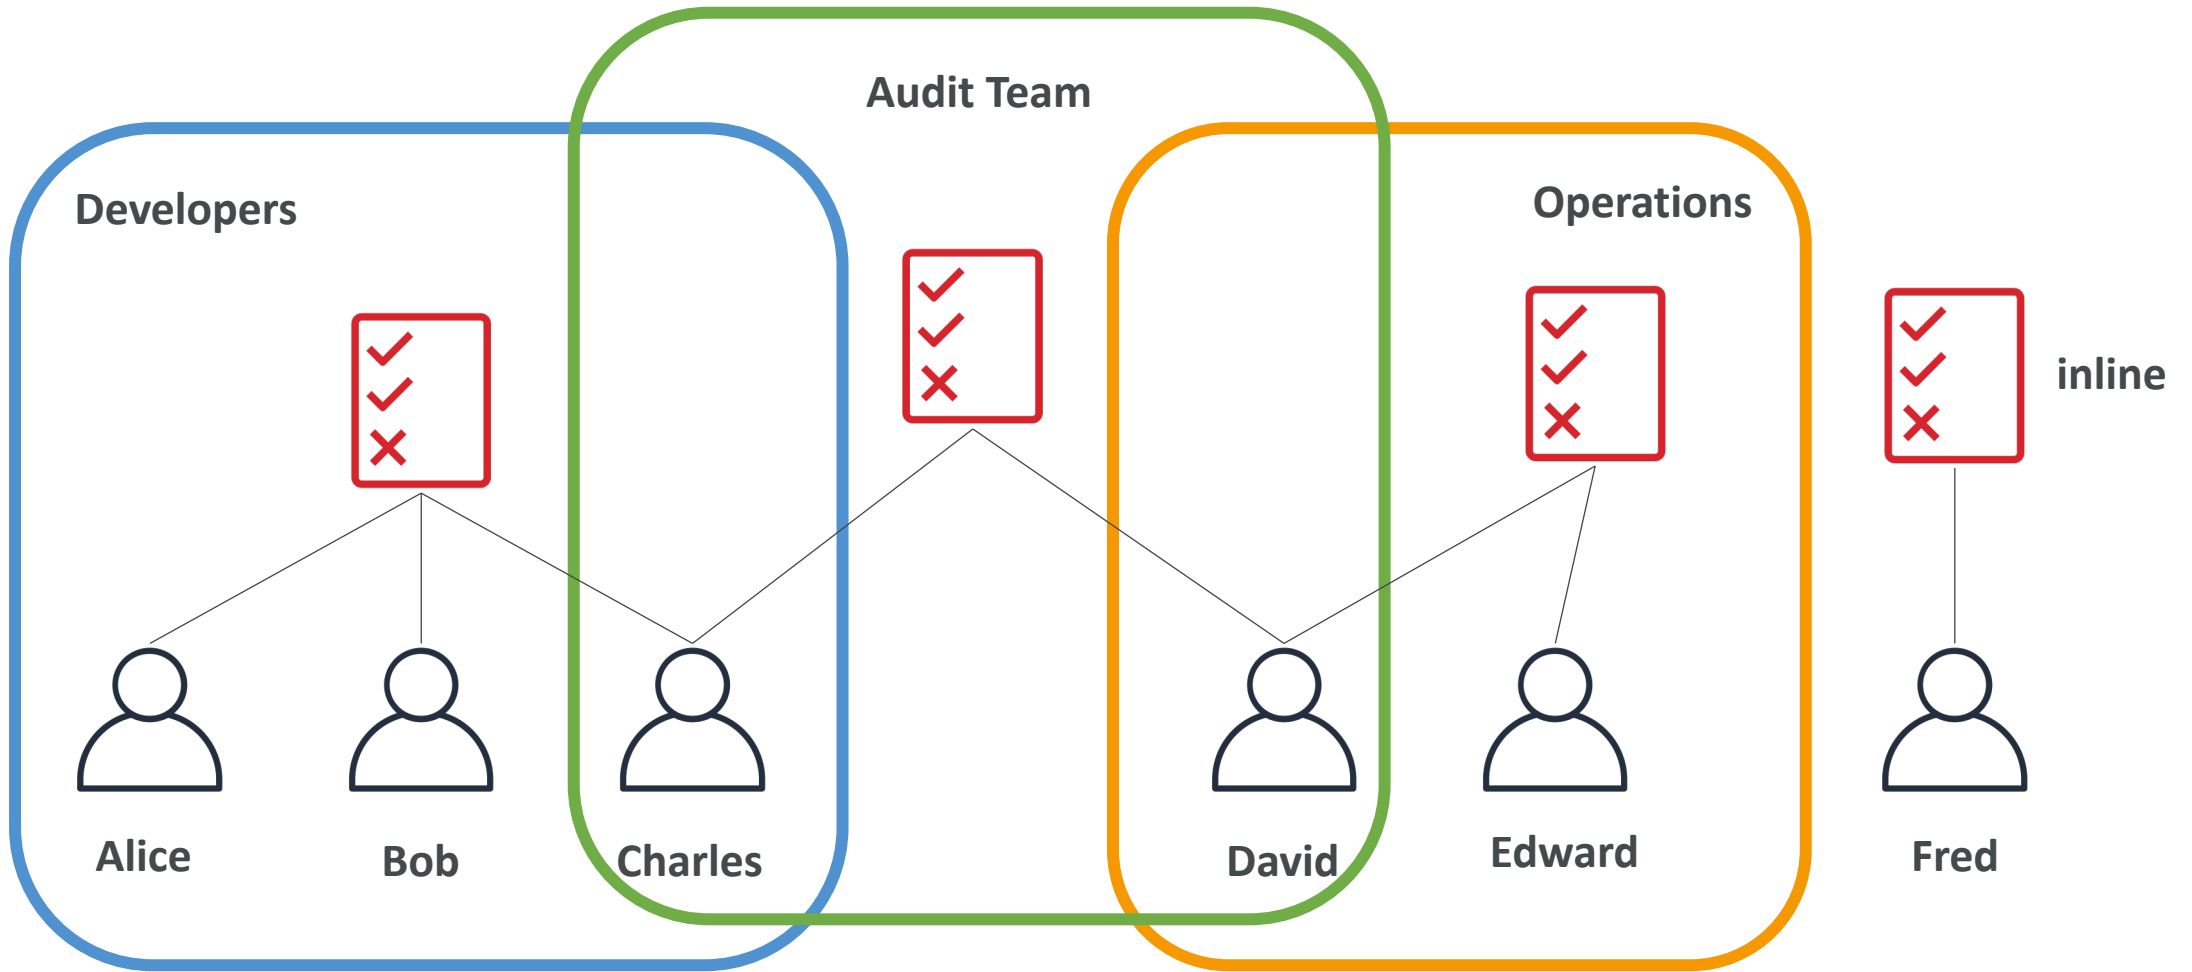 Audit Team
Developers
Operations
inline
Alice
Bob
Charles
David
Edward
Fred